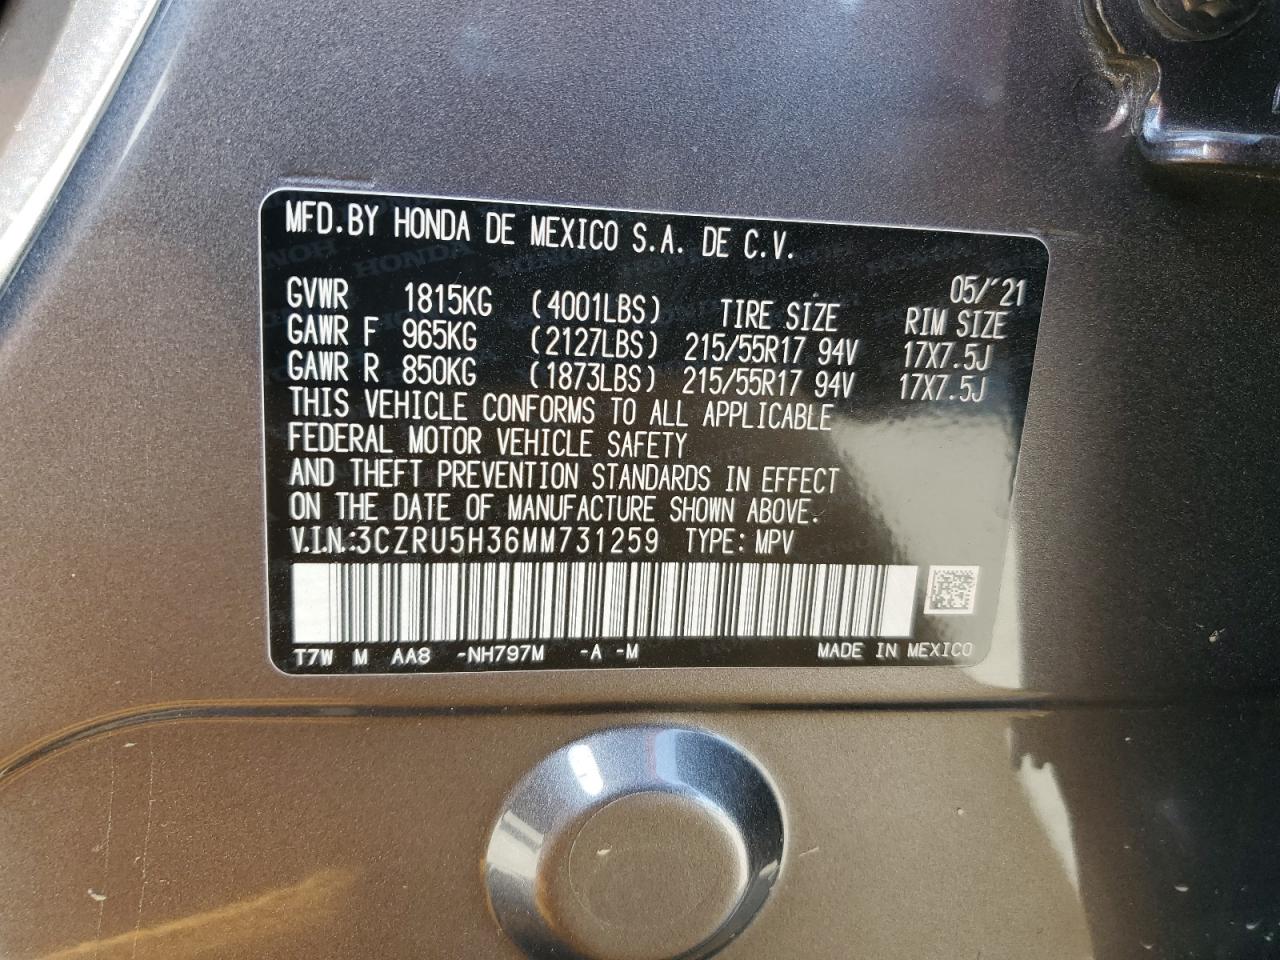 MFD.BY HONDA DE MEXICO S.A. DE C.V.
05/'21
GVWR 1815KG (4001LBS) TIRE SIZE RIM SIZE
GAWR F 965KG (2127LBS) 215/55R17 94V 17X7.5J
GAWR R 850KG (1873LBS) 215/55R17 94V 17X7.5J
THIS VEHICLE CONFORMS TO ALL APPLICABLE
FEDERAL MOTOR VEHICLE SAFETY
AND THEFT PREVENTION STANDARDS IN EFFECT
ON THE DATE OF MANUFACTURE SHOWN ABOVE.
V.I.N.:3CZRU5H36MM731259 TYPE: MPV
T7W M AA8 -NH797M -A -M MADE IN MEXICO